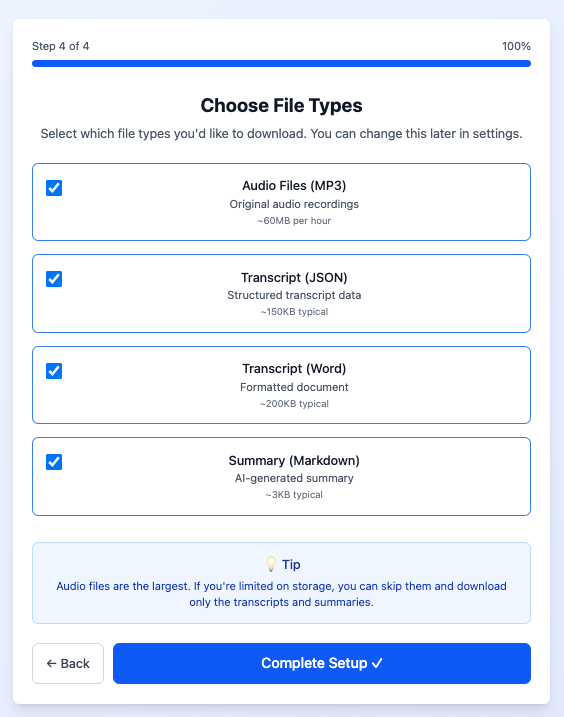 Step 4 of 4
100%
Choose File Types
Select which file types you'd like to download. You can change this later in settings.
Audio Files (MP3)
Original audio recordings
~60MB per hour
Transcript (JSON)
Structured transcript data
~150KB typical
Transcript (Word)
Formatted document
~200KB typical
Summary (Markdown)
AI-generated summary
~3KB typical
💡 Tip
Audio files are the largest. If you're limited on storage, you can skip them and download
only the transcripts and summaries.
← Back
Complete Setup ✓